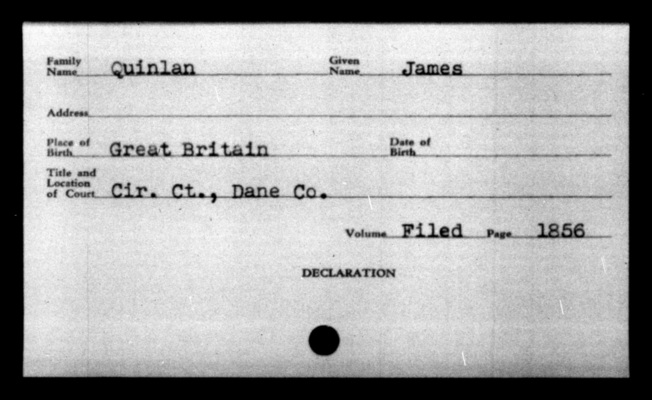 Family Name Quinlan Given Name James
Address
Place of Birth Great Britain Date of Birth
Title and Location of Court Cir. Ct., Dane Co.
Volume Filed Page 1856
DECLARATION